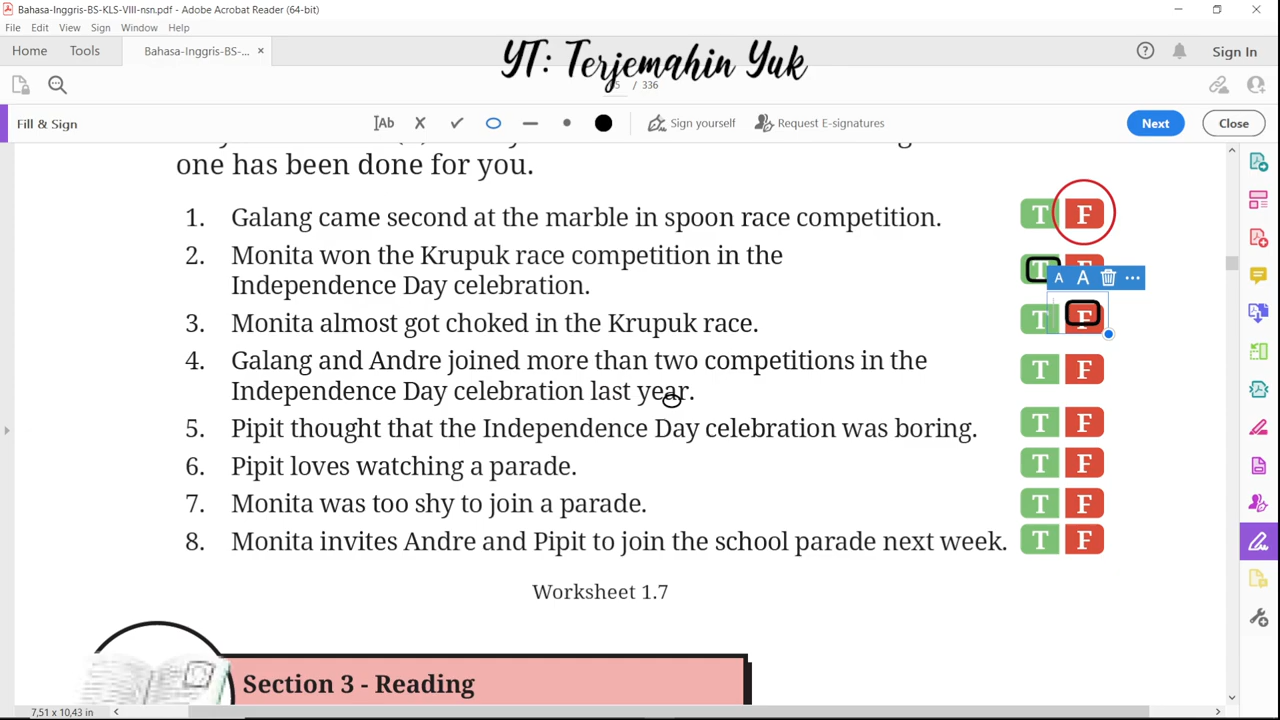 Bahasa-Inggris-BS-KLS-VIII-nsn.pdf - Adobe Acrobat Reader (64-bit)
File Edit View Sign Window Help
Home Tools Bahasa-Inggris-BS-... × Sign In
YT: Terjemahin Yuk
/ 336
Fill & Sign Ab Sign yourself Request E-signatures Next Close
one has been done for you.
1. Galang came second at the marble in spoon race competition. T F
2. Monita won the Krupuk race competition in the
Independence Day celebration. T
A A
3. Monita almost got choked in the Krupuk race. T F
4. Galang and Andre joined more than two competitions in the
Independence Day celebration last year. T F
5. Pipit thought that the Independence Day celebration was boring. T F
6. Pipit loves watching a parade. T F
7. Monita was too shy to join a parade. T F
8. Monita invites Andre and Pipit to join the school parade next week. T F
Worksheet 1.7
Section 3 - Reading
7,51 x 10,43 in